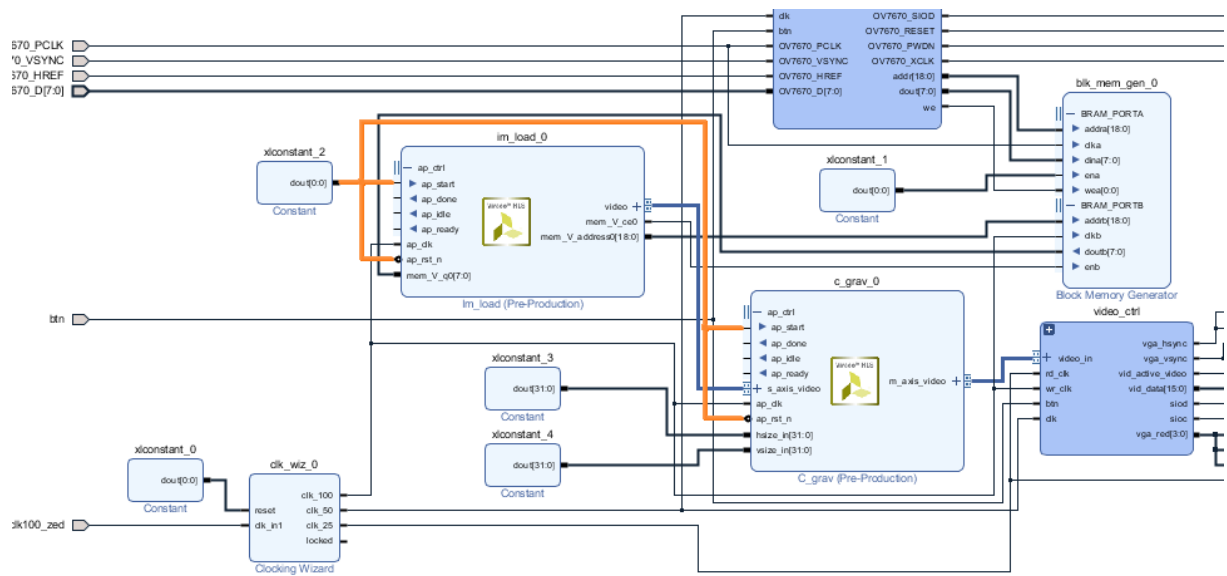 670_PCLK
0_VSYNC
670_HREF
670_D[7:0]
clk
btn
OV7670_PCLK
OV7670_VSYNC
OV7670_HREF
OV7670_D[7:0]
OV7670_SIOD
OV7670_RESET
OV7670_PWDN
OV7670_XCLK
addr[18:0]
dout[7:0]
we
blk_mem_gen_0
BRAM_PORTA
addra[18:0]
clka
dina[7:0]
ena
wea[0:0]
BRAM_PORTB
addrb[18:0]
clkb
doutb[7:0]
enb
Block Memory Generator
xlconstant_2
dout[0:0]
Constant
im_load_0
ap_ctrl
ap_start
ap_done
ap_idle
ap_ready
ap_clk
ap_rst_n
mem_V_q0[7:0]
Vivado™ HLS
video
mem_V_ce0
mem_V_address0[18:0]
Im_load (Pre-Production)
xlconstant_1
dout[0:0]
Constant
btn
c_grav_0
ap_ctrl
ap_start
ap_done
ap_idle
ap_ready
s_axis_video
ap_clk
ap_rst_n
hsize_in[31:0]
vsize_in[31:0]
Vivado™ HLS
m_axis_video
C_grav (Pre-Production)
video_ctrl
video_in
rd_clk
wr_clk
btn
clk
vga_hsync
vga_vsync
vid_active_video
vid_data[15:0]
siod
sioc
vga_red[3:0]
xlconstant_3
dout[31:0]
Constant
xlconstant_4
dout[31:0]
Constant
xlconstant_0
dout[0:0]
Constant
clk_wiz_0
reset
clk_in1
clk_100
clk_50
clk_25
locked
Clocking Wizard
clk100_zed